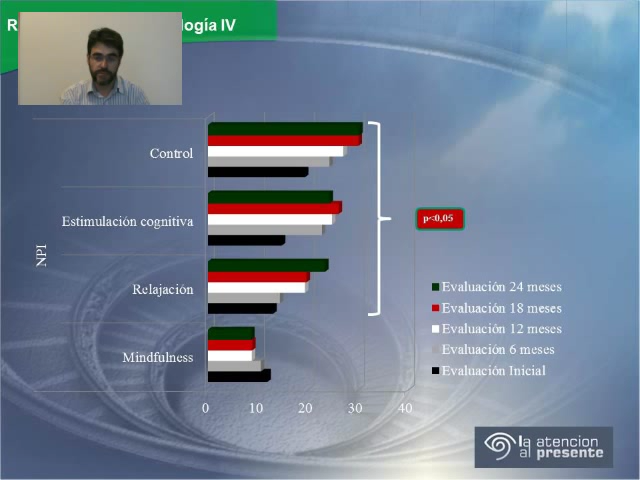 logía IV
Control
Estimulación cognitiva
Relajación
Mindfulness
NPI
0 10 20 30 40
p<0,05
Evaluación 24 meses
Evaluación 18 meses
Evaluación 12 meses
Evaluación 6 meses
Evaluación Inicial
la atencion
al presente